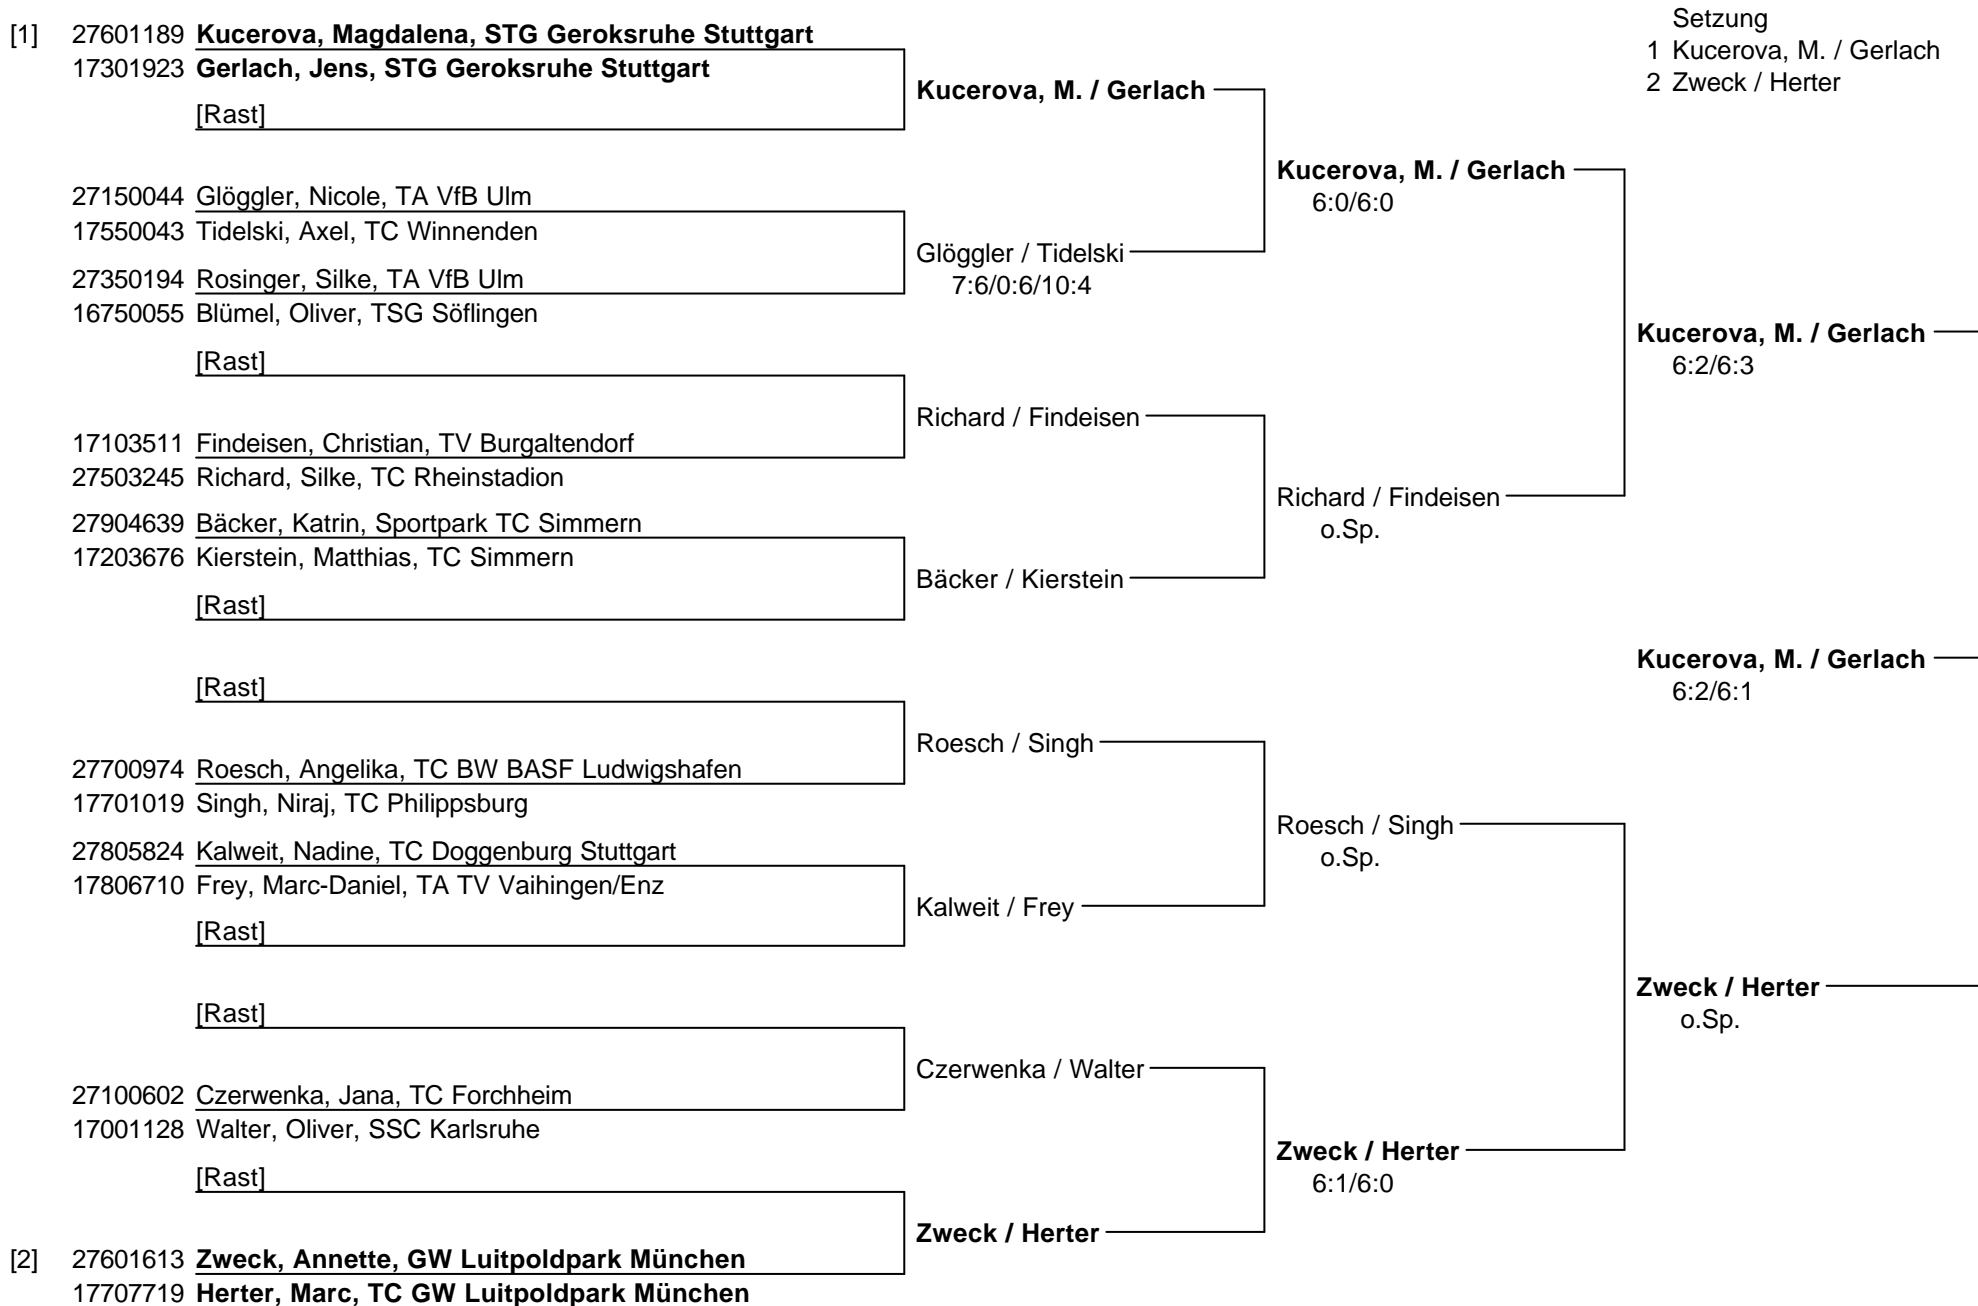 Setzung
1 Kucerova, M. / Gerlach
2 Zweck / Herter
[1] 27601189 Kucerova, Magdalena, STG Geroksruhe Stuttgart
17301923 Gerlach, Jens, STG Geroksruhe Stuttgart
[Rast]
27150044 Glöggler, Nicole, TA VfB Ulm
17550043 Tidelski, Axel, TC Winnenden
27350194 Rosinger, Silke, TA VfB Ulm
16750055 Blümel, Oliver, TSG Söflingen
[Rast]
17103511 Findeisen, Christian, TV Burgaltendorf
27503245 Richard, Silke, TC Rheinstadion
27904639 Bäcker, Katrin, Sportpark TC Simmern
17203676 Kierstein, Matthias, TC Simmern
[Rast]
[Rast]
27700974 Roesch, Angelika, TC BW BASF Ludwigshafen
17701019 Singh, Niraj, TC Philippsburg
27805824 Kalweit, Nadine, TC Doggenburg Stuttgart
17806710 Frey, Marc-Daniel, TA TV Vaihingen/Enz
[Rast]
[Rast]
27100602 Czerwenka, Jana, TC Forchheim
17001128 Walter, Oliver, SSC Karlsruhe
[Rast]
[2] 27601613 Zweck, Annette, GW Luitpoldpark München
17707719 Herter, Marc, TC GW Luitpoldpark München
Kucerova, M. / Gerlach
Glöggler / Tidelski
7:6/0:6/10:4
Richard / Findeisen
Bäcker / Kierstein
Roesch / Singh
Kalweit / Frey
Czerwenka / Walter
Zweck / Herter
Kucerova, M. / Gerlach
6:0/6:0
Richard / Findeisen
o.Sp.
Roesch / Singh
o.Sp.
Zweck / Herter
6:1/6:0
Kucerova, M. / Gerlach
6:2/6:3
Kucerova, M. / Gerlach
6:2/6:1
Zweck / Herter
o.Sp.